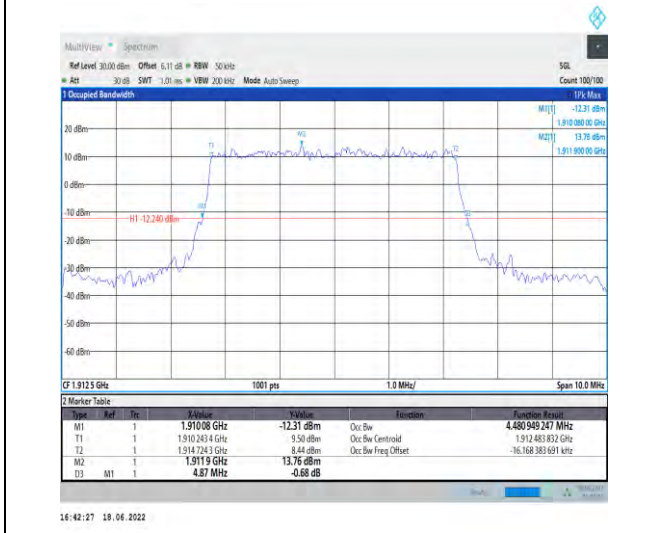 MultiView Spectrum
Ref Level 30.00 dBm Offset 6.11 dB RBW 50 kHz SGL
Att 30 dB SWT 1.01 ms VBW 200 kHz Mode Auto Sweep Count 100/100
1 Occupied Bandwidth 1Pk Max
M1[1] -12.31 dBm
1.910 080 00 GHz
M2[1] 13.76 dBm
1.911 900 00 GHz
20 dBm
M2
T1 T2
10 dBm
0 dBm
-10 dBm
H1 -12.240 dBm
-20 dBm
-30 dBm
-40 dBm
-50 dBm
-60 dBm
CF 1.912 5 GHz 1001 pts 1.0 MHz/ Span 10.0 MHz
2 Marker Table
Type Ref Trc X-Value Y-Value Function Function Result
M1 1 1.91008 GHz -12.31 dBm Occ Bw 4.480 949 247 MHz
T1 1 1.910 243 4 GHz 9.50 dBm Occ Bw Centroid 1.912 483 832 GHz
T2 1 1.914 724 3 GHz 8.44 dBm Occ Bw Freq Offset -16.168 383 691 kHz
M2 1 1.9119 GHz 13.76 dBm
D3 M1 1 4.87 MHz -0.68 dB
16:42:27 18.06.2022